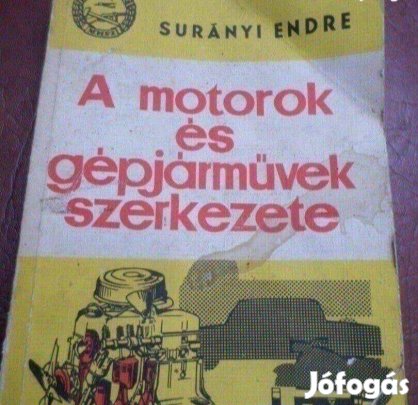 SURÁNYI ENDRE
A motorok
és
gépjárművek
szerkezete
Jófogás